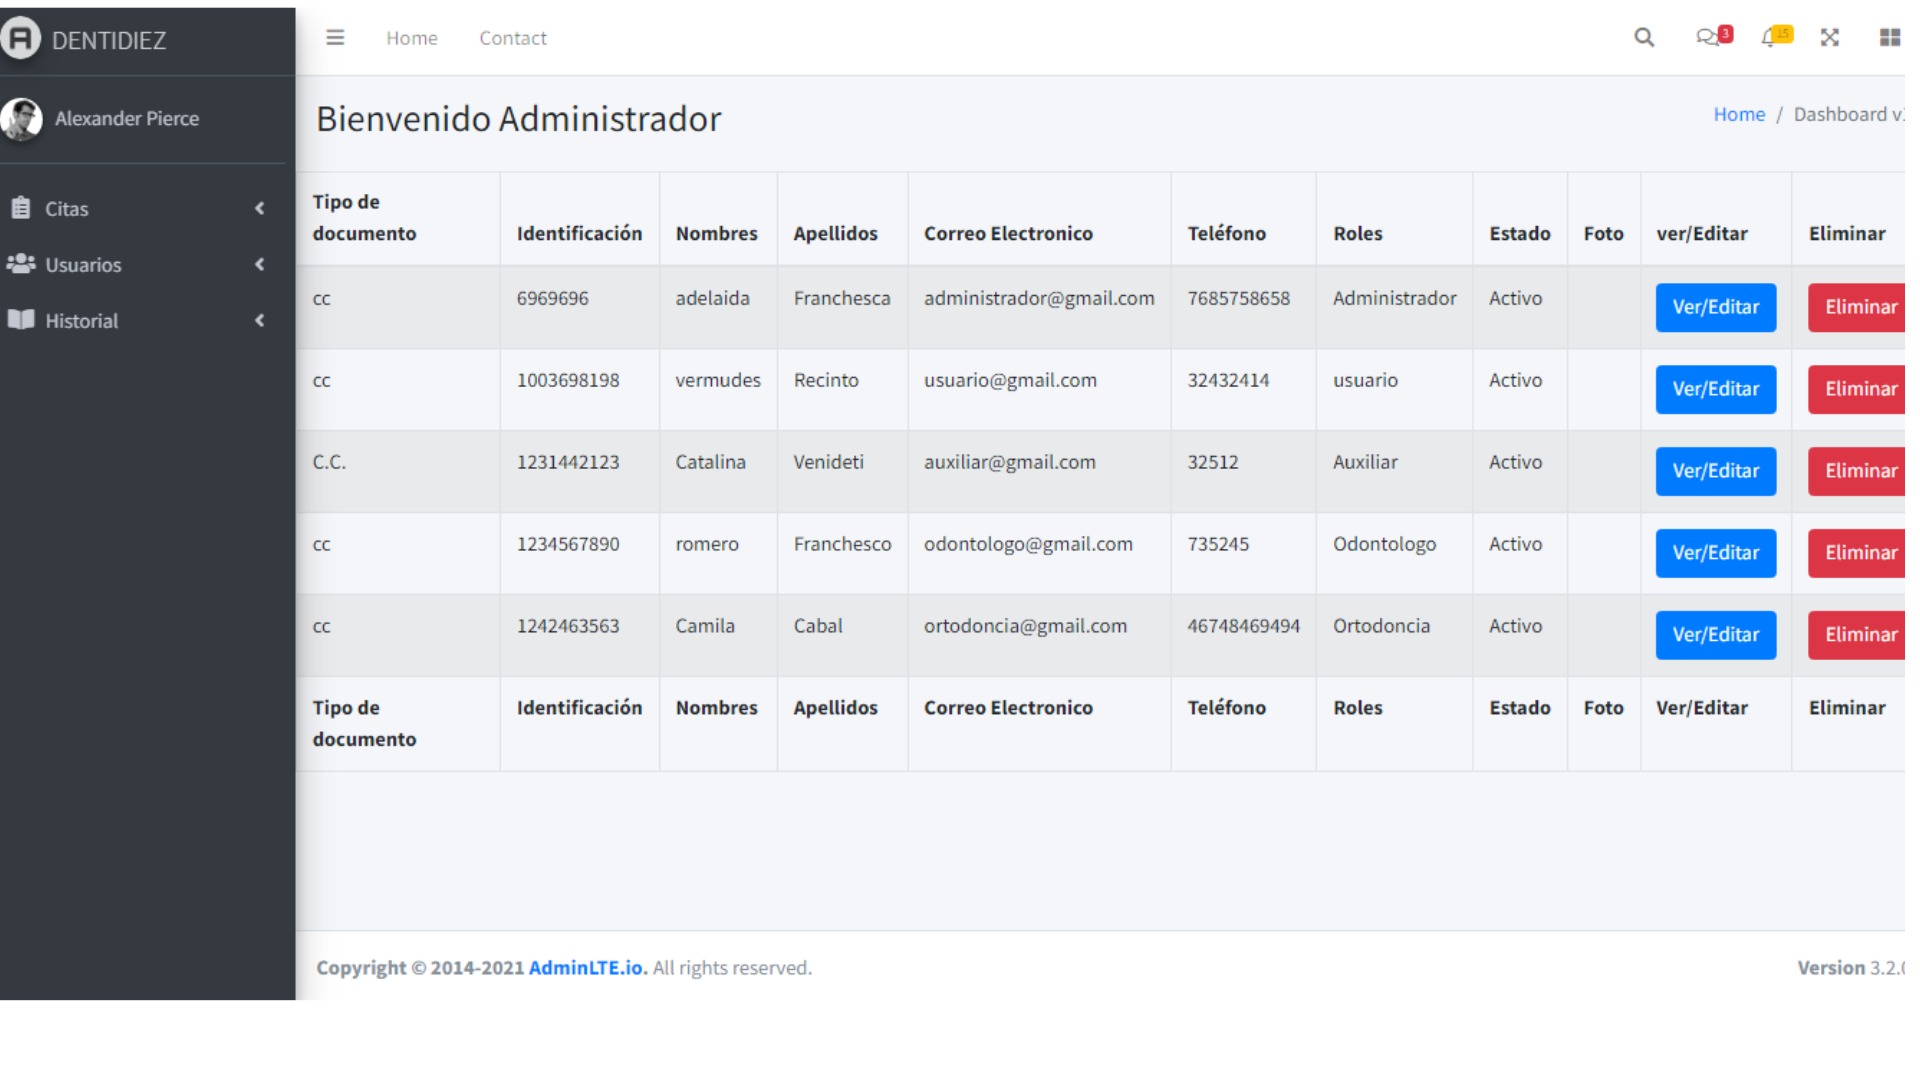 DENTIDIEZ
Home Contact
3 15
Alexander Pierce
Bienvenido Administrador
Home / Dashboard
Citas
Usuarios
Historial
Tipo de documento Identificación Nombres Apellidos Correo Electronico Teléfono Roles Estado Foto ver/Editar Eliminar
cc 6969696 adelaida Franchesca administrador@gmail.com 7685758658 Administrador Activo Ver/Editar Eliminar
cc 1003698198 vermudes Recinto usuario@gmail.com 32432414 usuario Activo Ver/Editar Eliminar
C.C. 1231442123 Catalina Venideti auxiliar@gmail.com 32512 Auxiliar Activo Ver/Editar Eliminar
cc 1234567890 romero Franchesco odontologo@gmail.com 735245 Odontologo Activo Ver/Editar Eliminar
cc 1242463563 Camila Cabal ortodoncia@gmail.com 46748469494 Ortodoncia Activo Ver/Editar Eliminar
Tipo de documento Identificación Nombres Apellidos Correo Electronico Teléfono Roles Estado Foto Ver/Editar Eliminar
Copyright © 2014-2021 AdminLTE.io. All rights reserved.
Version 3.2.0